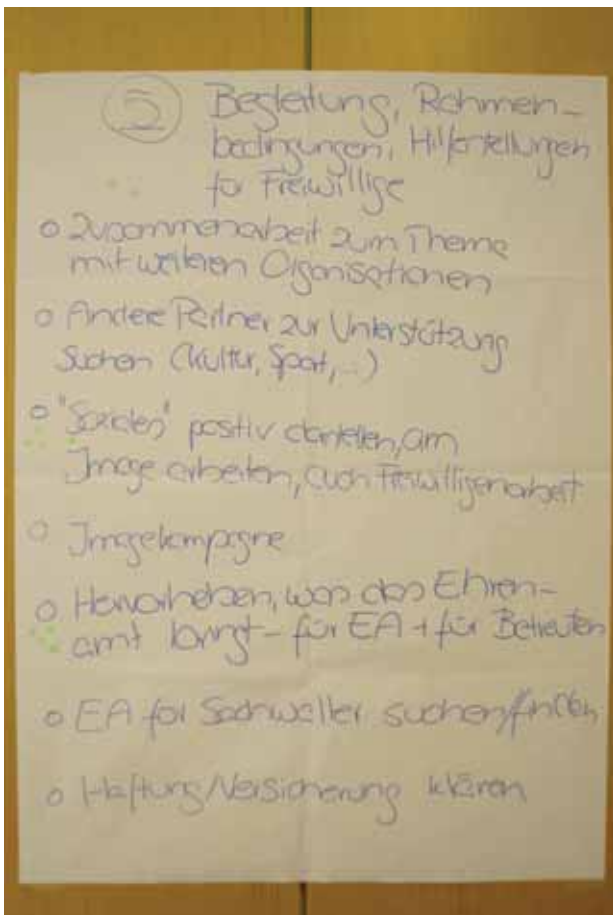 5 Begleitung, Rahmen-
bedingungen, Hilfestellungen
für Freiwillige
o Zusammenarbeit zum Thema
mit weiteren Organisationen
o Andere Partner zur Unterstützung
suchen (Kultur, Sport, ...)
o "Soziales" positiv darstellen, am
Image arbeiten, auch Freiwilligenarbeit
o Imagekampagne
o Hervorheben, was das Ehren-
amt bringt - für EA + für Betreuten
o EA für Sachwalter suchen/finden
o Haftung/Versicherung klären